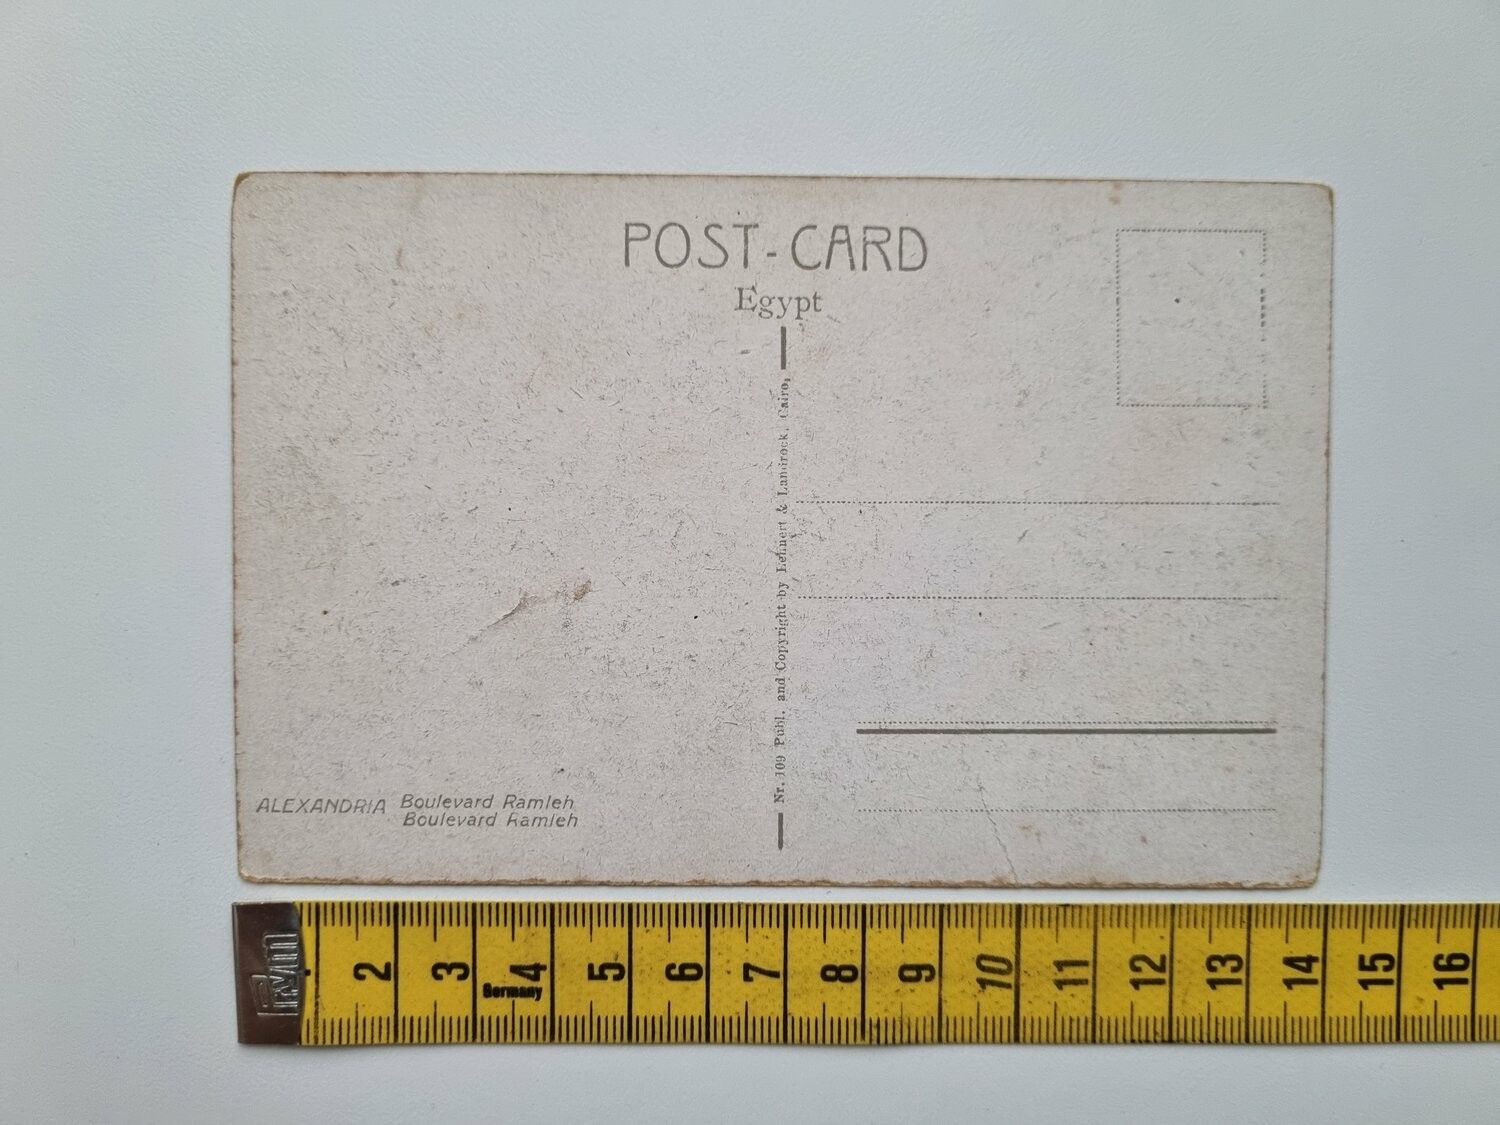 POST-CARD
Egypt
Nr. 109 Publ. and Copyright by Lehnert & Landrock, Cairo,
ALEXANDRIA Boulevard Ramleh
Boulevard Ramleh
2 3 4 5 6 7 8 9 10 11 12 13 14 15 16
Germany